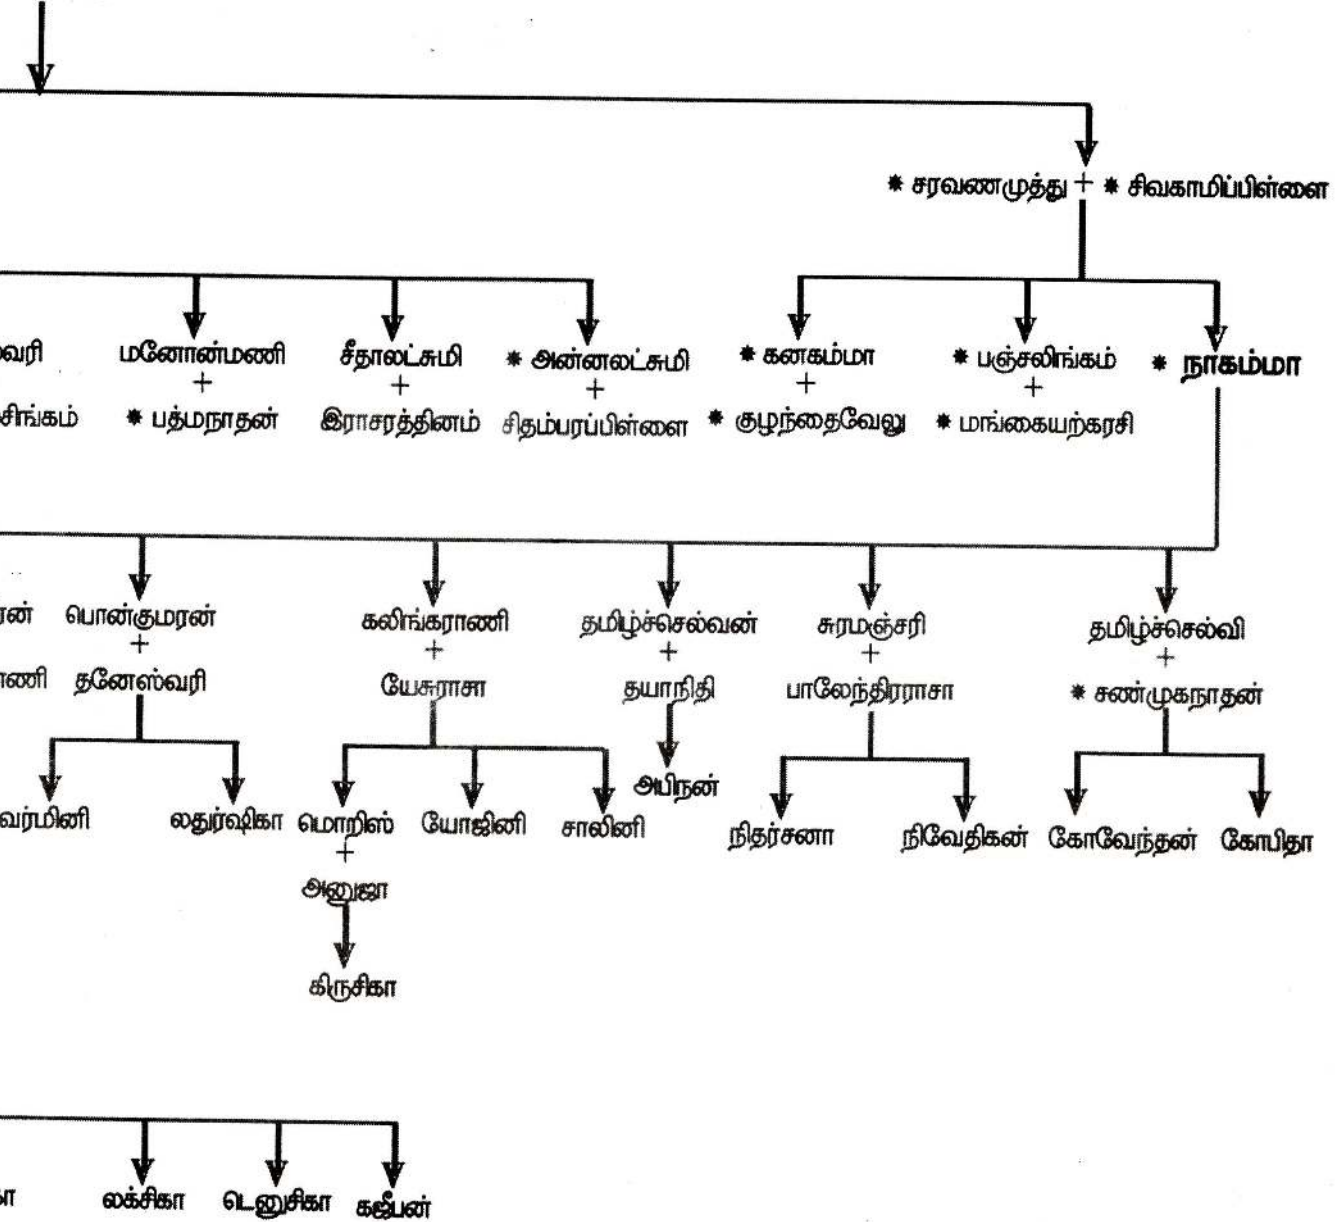 * சரவணமுத்து + * சிவகாமிப்பிள்ளை
மனோன்மணி சீதாலட்சுமி * அன்னலட்சுமி * கனகம்மா * பஞ்சலிங்கம் * நாகம்மா
+ + + + +
* பத்மநாதன் இராசரத்தினம் சிதம்பரப்பிள்ளை * குழந்தைவேலு * மங்கையற்கரசி
பொன்குமரன் கலிங்கராணி தமிழ்ச்செல்வன் சுரமஞ்சரி தமிழ்ச்செல்வி
+ + + + +
தனேஸ்வரி யேசுராசா தயாநிதி பாலேந்திரராசா * சண்முகநாதன்
அபிநன்
லதுர்ஷிகா மொறிஸ் யோஜினி சாலினி நிதர்சனா நிவேதிகன் கோவேந்தன் கோபிதா
+
அனுஜா
கிருசிகா
லக்சிகா டெனுசிகா கஜீபன்